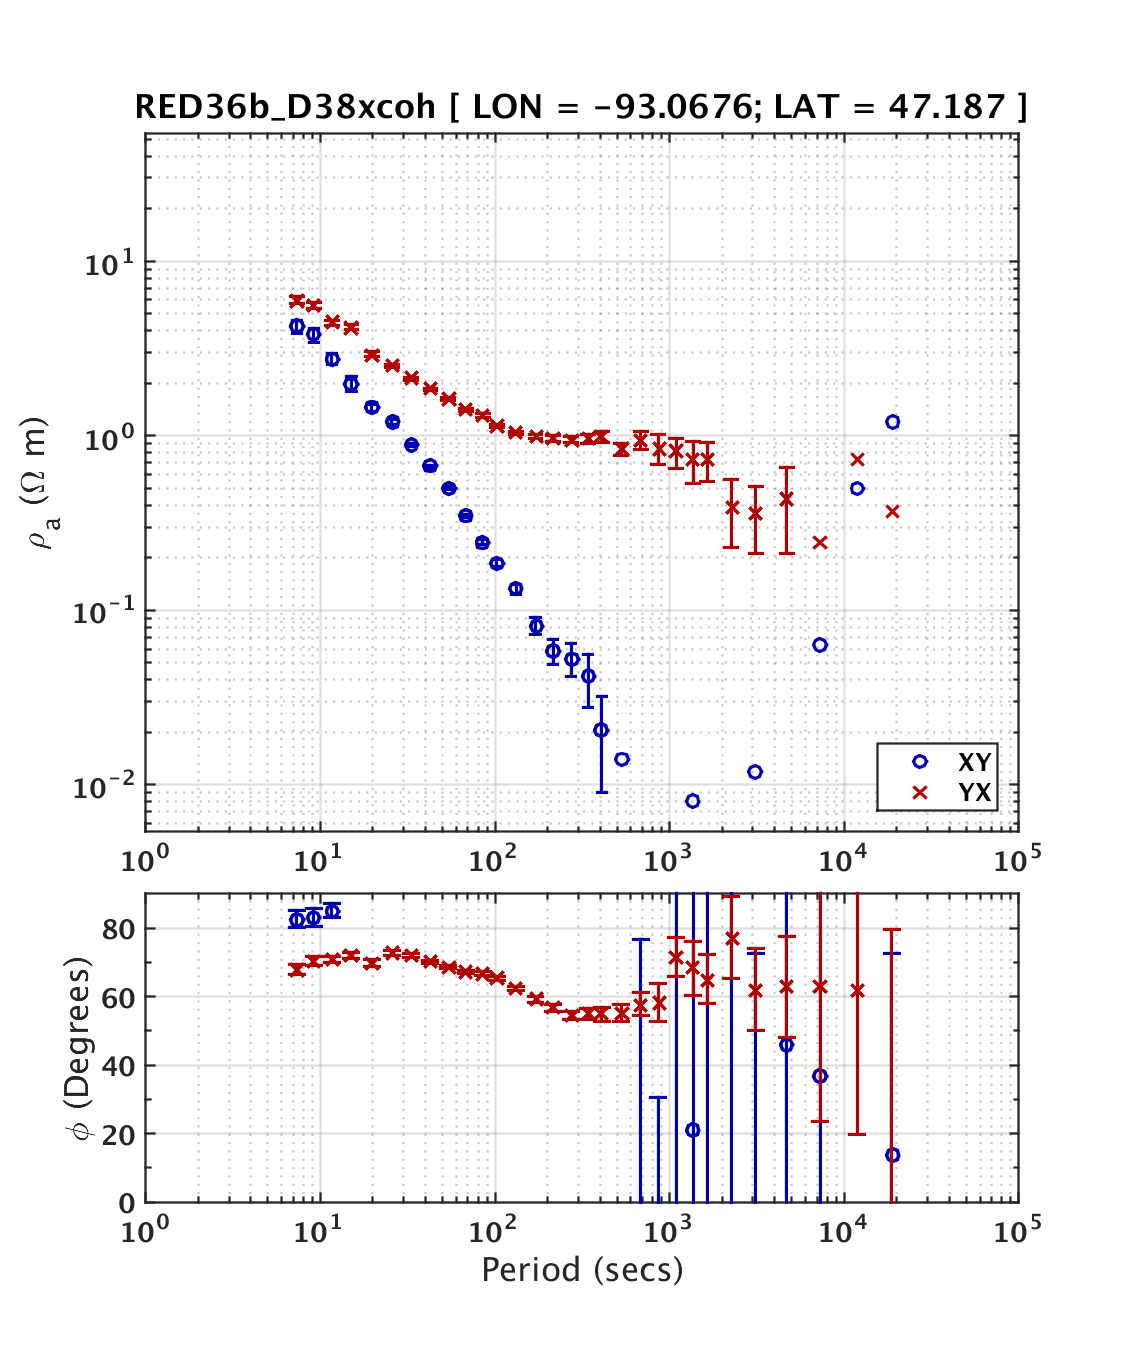 RED36b_D38xcoh [ LON = -93.0676; LAT = 47.187 ]
ρa (Ω m)
10^1
10^0
10^-1
10^-2
XY
YX
10^0 10^1 10^2 10^3 10^4 10^5
φ (Degrees)
80
60
40
20
0
10^0 10^1 10^2 10^3 10^4 10^5
Period (secs)